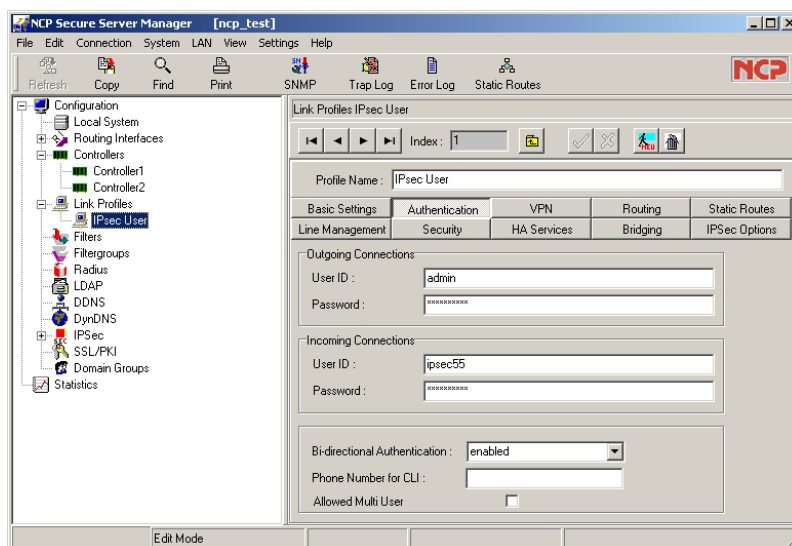 NCP Secure Server Manager [ncp_test]
File Edit Connection System LAN View Settings Help
Refresh Copy Find Print SNMP Trap Log Error Log Static Routes
NCP
Configuration
Local System
Routing Interfaces
Controllers
Controller1
Controller2
Link Profiles
IPsec User
Filters
Filtergroups
Radius
LDAP
DDNS
DynDNS
IPSec
SSL/PKI
Domain Groups
Statistics
Link Profiles IPsec User
Index : 1
Profile Name : IPsec User
Basic Settings Authentication VPN Routing Static Routes
Line Management Security HA Services Bridging IPSec Options
Outgoing Connections
User ID : admin
Password : **********
Incoming Connections
User ID : ipsec55
Password : **********
Bi-directional Authentication : enabled
Phone Number for CLI :
Allowed Multi User
Edit Mode